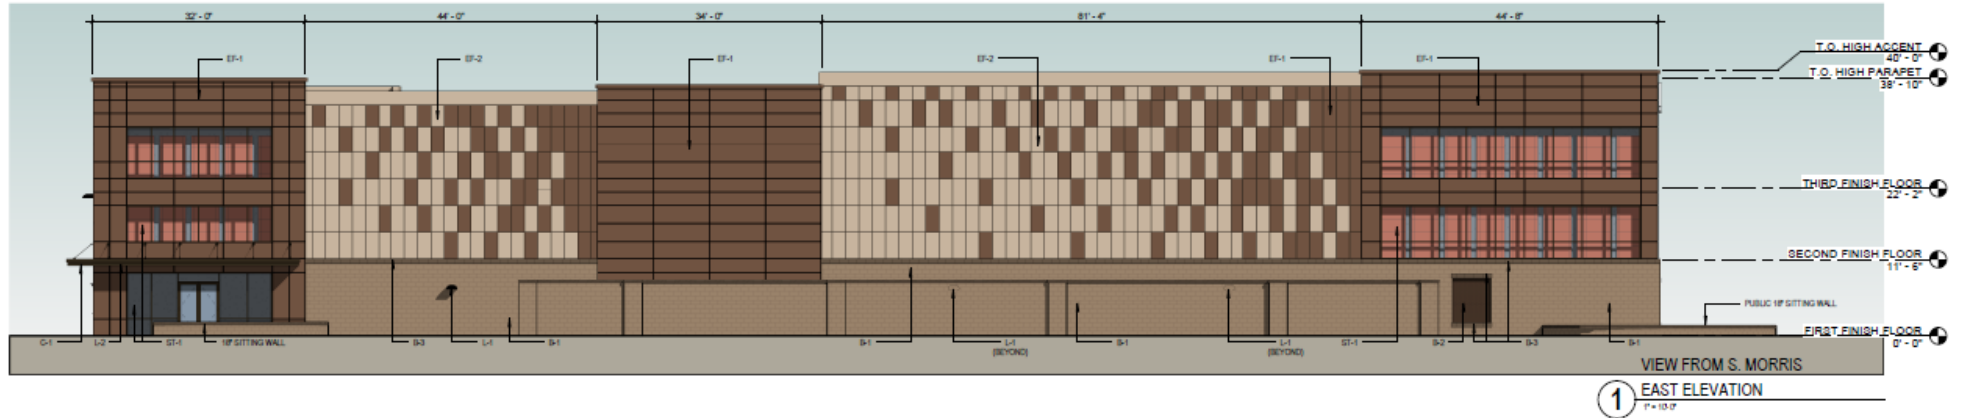 32' - 0" 44' - 0" 34' - 0" 81' - 4" 44' - 8"
EF-1 EF-2 EF-1 EF-2 EF-1 EF-1
T.O. HIGH ACCENT
40' - 0"
T.O. HIGH PARAPET
38' - 10"
THIRD FINISH FLOOR
22' - 2"
SECOND FINISH FLOOR
11' - 6"
PUBLIC 18" SITTING WALL
FIRST FINISH FLOOR
0' - 0"
C-1 L-2 ST-1 18" SITTING WALL B-3 L-1 B-1 B-1 L-1 B-1 L-1 ST-1 B-2 B-3 B-1
(BEYOND) (BEYOND)
VIEW FROM S. MORRIS
1 EAST ELEVATION
1" = 10'-0"